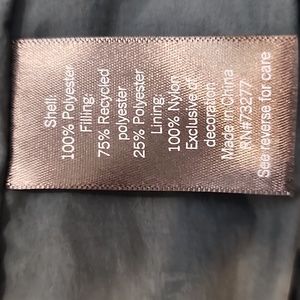 Shell:
100% Polyester
Filling:
75% Recycled
polyester
25% Polyester
Lining:
100% Nylon
Exclusive of
decoration
Made in China
RN#73277
See reverse for care